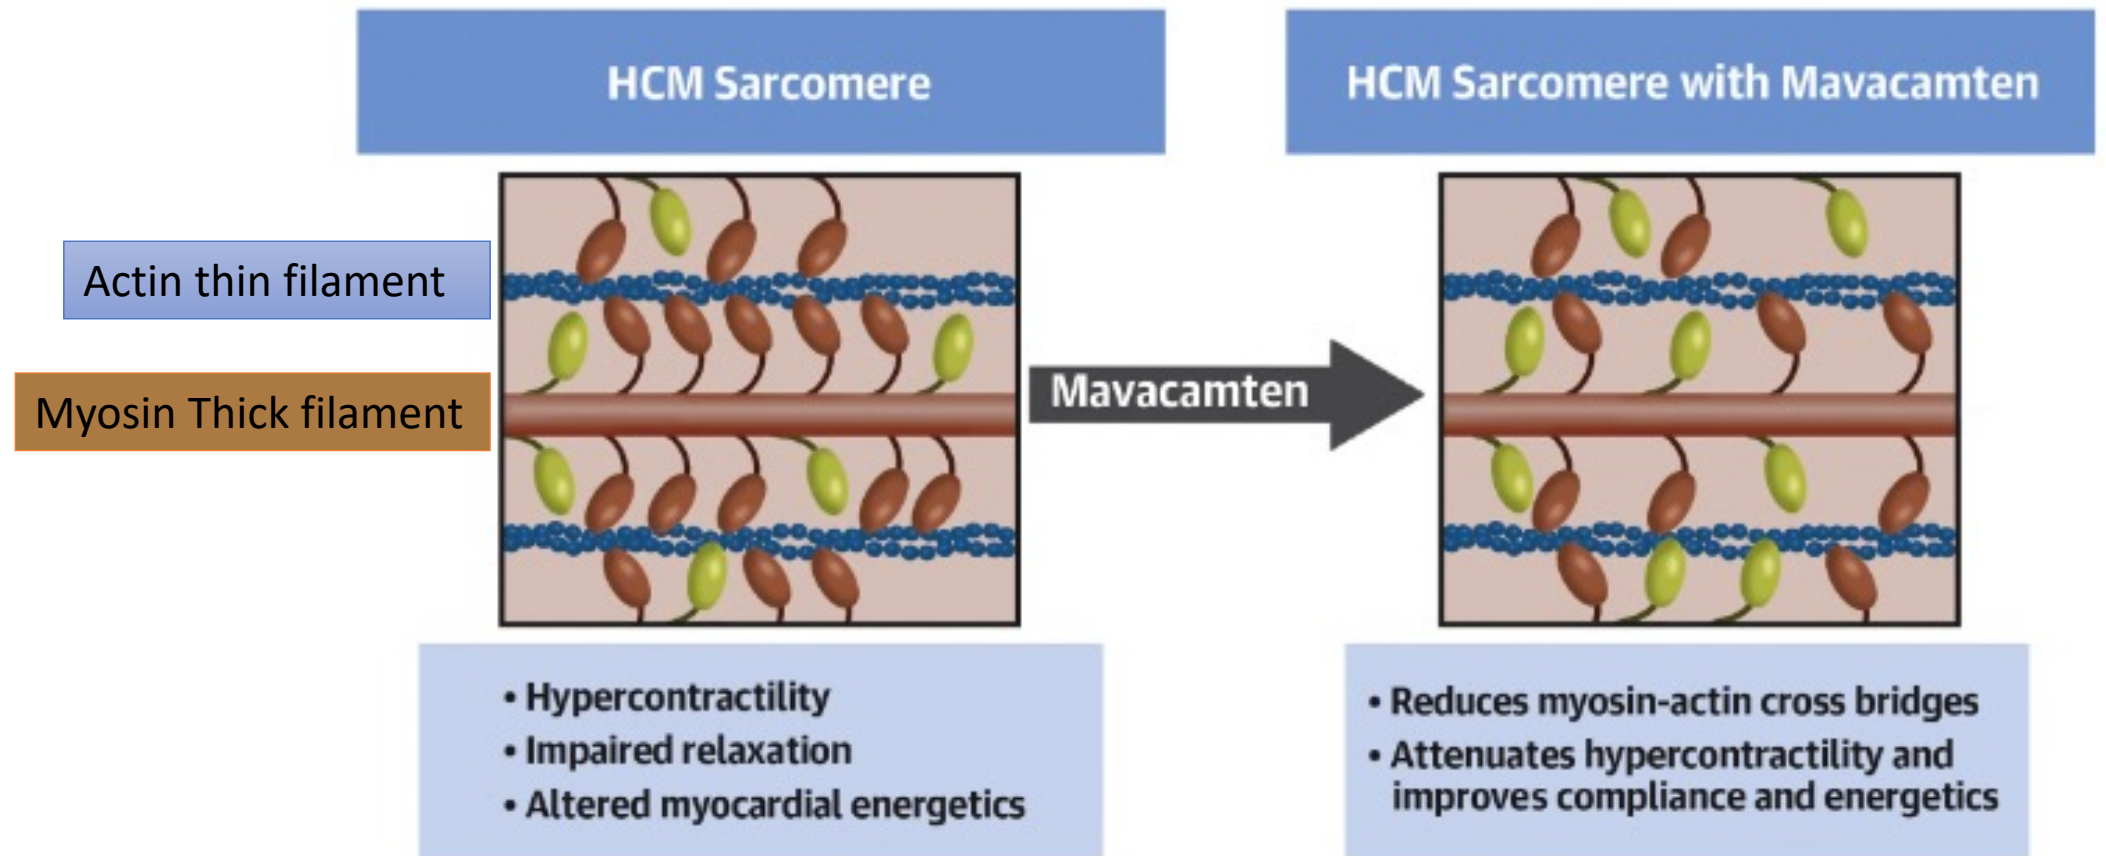 HCM Sarcomere
HCM Sarcomere with Mavacamten
Actin thin filament
Myosin Thick filament
Mavacamten
• Hypercontractility
• Impaired relaxation
• Altered myocardial energetics
• Reduces myosin-actin cross bridges
• Attenuates hypercontractility and
improves compliance and energetics